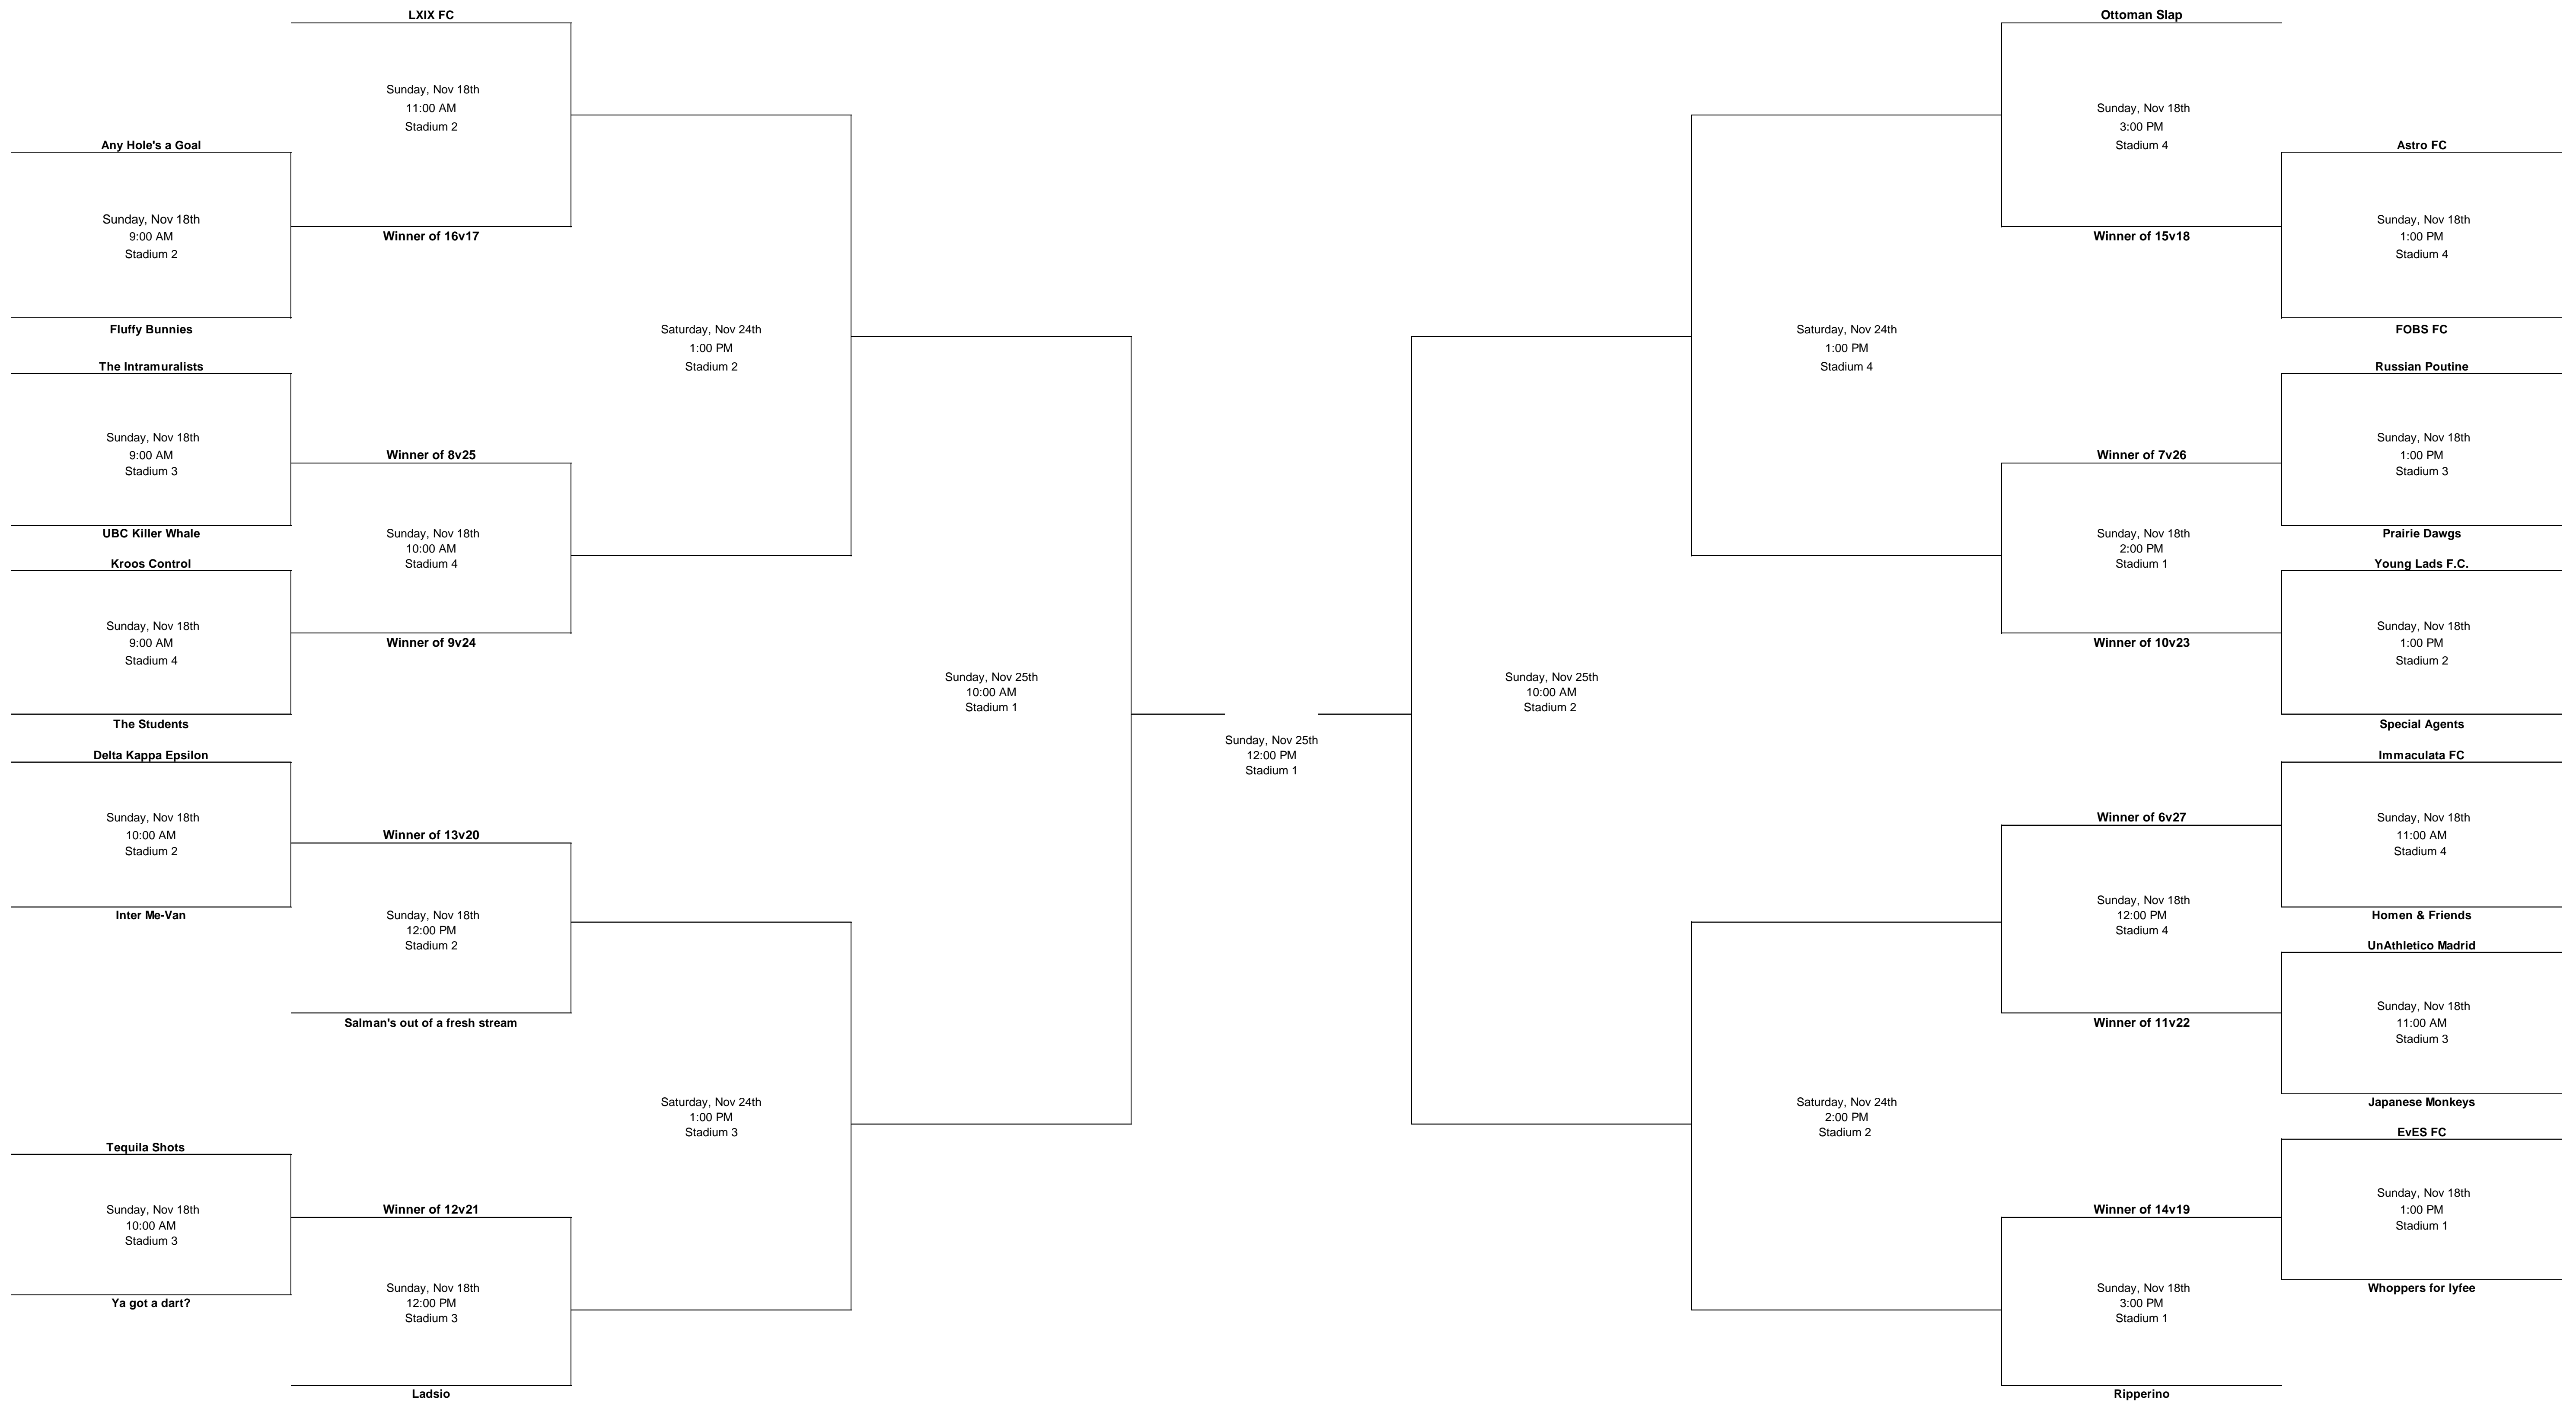 LXIX FC
Sunday, Nov 18th
11:00 AM
Stadium 2
Any Hole's a Goal
Sunday, Nov 18th
9:00 AM
Stadium 2
Winner of 16v17
Fluffy Bunnies
The Intramuralists
Sunday, Nov 18th
9:00 AM
Stadium 3
UBC Killer Whale
Winner of 8v25
Sunday, Nov 18th
10:00 AM
Stadium 4
Kroos Control
Sunday, Nov 18th
9:00 AM
Stadium 4
Winner of 9v24
The Students
Saturday, Nov 24th
1:00 PM
Stadium 2
Delta Kappa Epsilon
Sunday, Nov 18th
10:00 AM
Stadium 2
Inter Me-Van
Winner of 13v20
Sunday, Nov 18th
12:00 PM
Stadium 2
Salman's out of a fresh stream
Tequila Shots
Sunday, Nov 18th
10:00 AM
Stadium 3
Ya got a dart?
Winner of 12v21
Sunday, Nov 18th
12:00 PM
Stadium 3
Ladsio
Saturday, Nov 24th
1:00 PM
Stadium 3
Sunday, Nov 25th
10:00 AM
Stadium 1
Sunday, Nov 25th
12:00 PM
Stadium 1
Sunday, Nov 25th
10:00 AM
Stadium 2
Saturday, Nov 24th
1:00 PM
Stadium 4
Saturday, Nov 24th
2:00 PM
Stadium 2
Ottoman Slap
Sunday, Nov 18th
3:00 PM
Stadium 4
Winner of 15v18
Astro FC
Sunday, Nov 18th
1:00 PM
Stadium 4
FOBS FC
Russian Poutine
Sunday, Nov 18th
1:00 PM
Stadium 3
Prairie Dawgs
Winner of 7v26
Sunday, Nov 18th
2:00 PM
Stadium 1
Winner of 10v23
Young Lads F.C.
Sunday, Nov 18th
1:00 PM
Stadium 2
Special Agents
Immaculata FC
Sunday, Nov 18th
11:00 AM
Stadium 4
Homen & Friends
Winner of 6v27
Sunday, Nov 18th
12:00 PM
Stadium 4
Winner of 11v22
UnAthletico Madrid
Sunday, Nov 18th
11:00 AM
Stadium 3
Japanese Monkeys
EvES FC
Sunday, Nov 18th
1:00 PM
Stadium 1
Whoppers for lyfee
Winner of 14v19
Sunday, Nov 18th
3:00 PM
Stadium 1
Ripperino